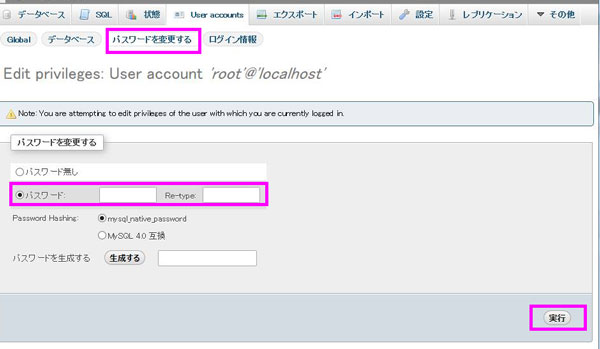 データベース SQL 状態 User accounts エクスポート インポート 設定 レプリケーション その他
Global データベース パスワードを変更する ログイン情報
Edit privileges: User account 'root'@'localhost'
Note: You are attempting to edit privileges of the user with which you are currently logged in.
パスワードを変更する
パスワード無し
パスワード: Re-type:
Password Hashing: mysql_native_password
MySQL 4.0 互換
パスワードを生成する 生成する
実行